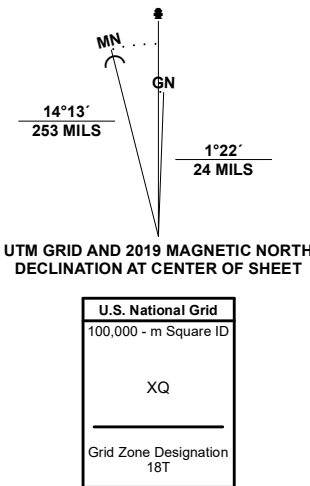 MN
GN
14°13´
253 MILS
1°22´
24 MILS
UTM GRID AND 2019 MAGNETIC NORTH
DECLINATION AT CENTER OF SHEET
U.S. National Grid
100,000 - m Square ID
XQ
Grid Zone Designation
18T